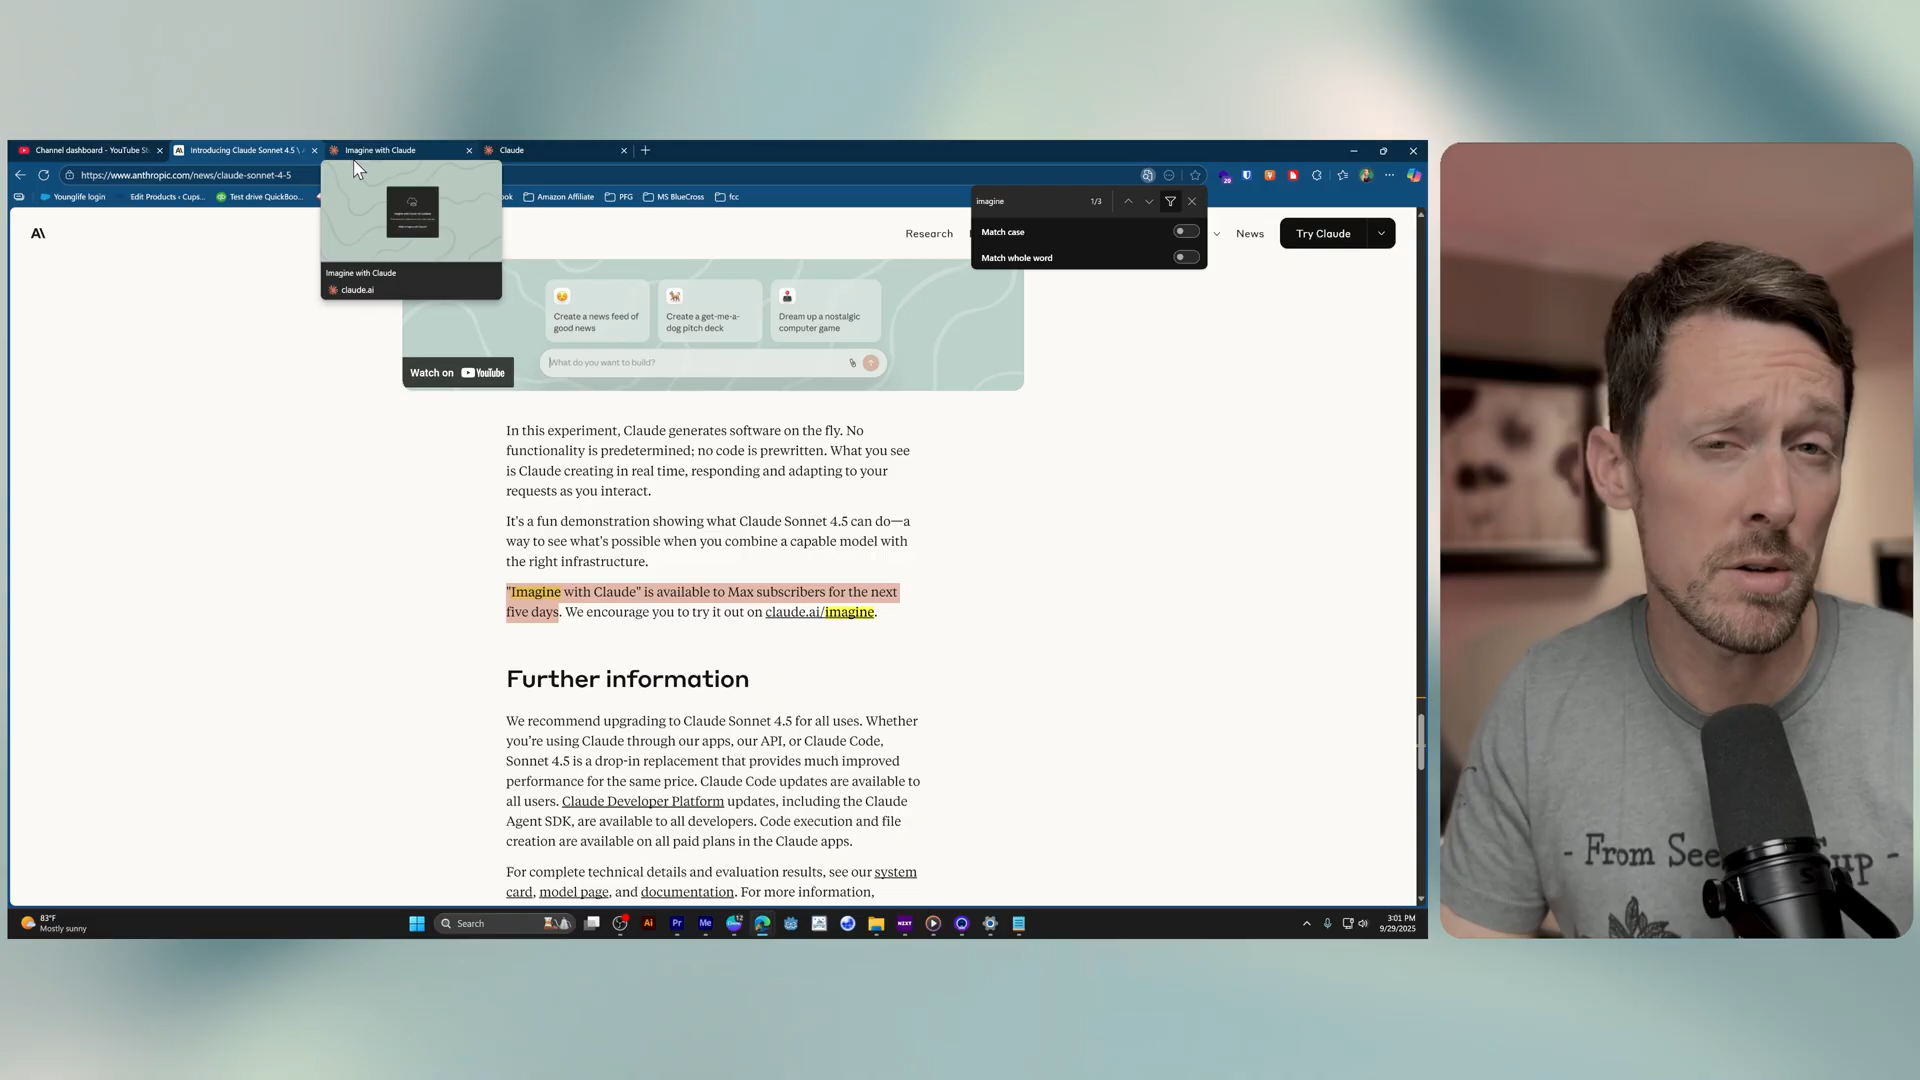 Channel dashboard - YouTube St
Introducing Claude Sonnet 4.5 \
Imagine with Claude
Claude
https://www.anthropic.com/news/claude-sonnet-4-5
20
Younglife login
Edit Products ‹ Cups...
Test drive QuickBoo...
ok
Amazon Affiliate
PFG
MS BlueCross
fcc
imagine
1/3
Match case
Match whole word
Imagine with Claude
claude.ai
Research
News
Try Claude
Create a news feed of
good news
Create a get-me-a-
dog pitch deck
Dream up a nostalgic
computer game
What do you want to build?
Watch on YouTube
In this experiment, Claude generates software on the fly. No
functionality is predetermined; no code is prewritten. What you see
is Claude creating in real time, responding and adapting to your
requests as you interact.
It's a fun demonstration showing what Claude Sonnet 4.5 can do—a
way to see what's possible when you combine a capable model with
the right infrastructure.
"Imagine with Claude" is available to Max subscribers for the next
five days. We encourage you to try it out on claude.ai/imagine.
Further information
We recommend upgrading to Claude Sonnet 4.5 for all uses. Whether
you’re using Claude through our apps, our API, or Claude Code,
Sonnet 4.5 is a drop-in replacement that provides much improved
performance for the same price. Claude Code updates are available to
all users. Claude Developer Platform updates, including the Claude
Agent SDK, are available to all developers. Code execution and file
creation are available on all paid plans in the Claude apps.
For complete technical details and evaluation results, see our system
card, model page, and documentation. For more information,
83°F
Mostly sunny
Search
Ai
Pr
Me
12
NZXT
3:01 PM
9/29/2025
- From See up -